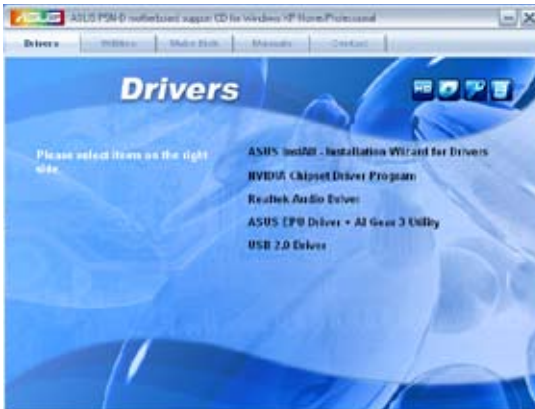 ASUS
ASUS P5N-D motherboard support CD for Windows XP Home/Professional
Drivers Utilities Make Disk Manuals Contact
Drivers
Please select items on the right side.
ASUS InstAll - Installation Wizard for Drivers
NVIDIA Chipset Driver Program
Realtek Audio Driver
ASUS EPU Driver + AI Gear 3 Utility
USB 2.0 Driver